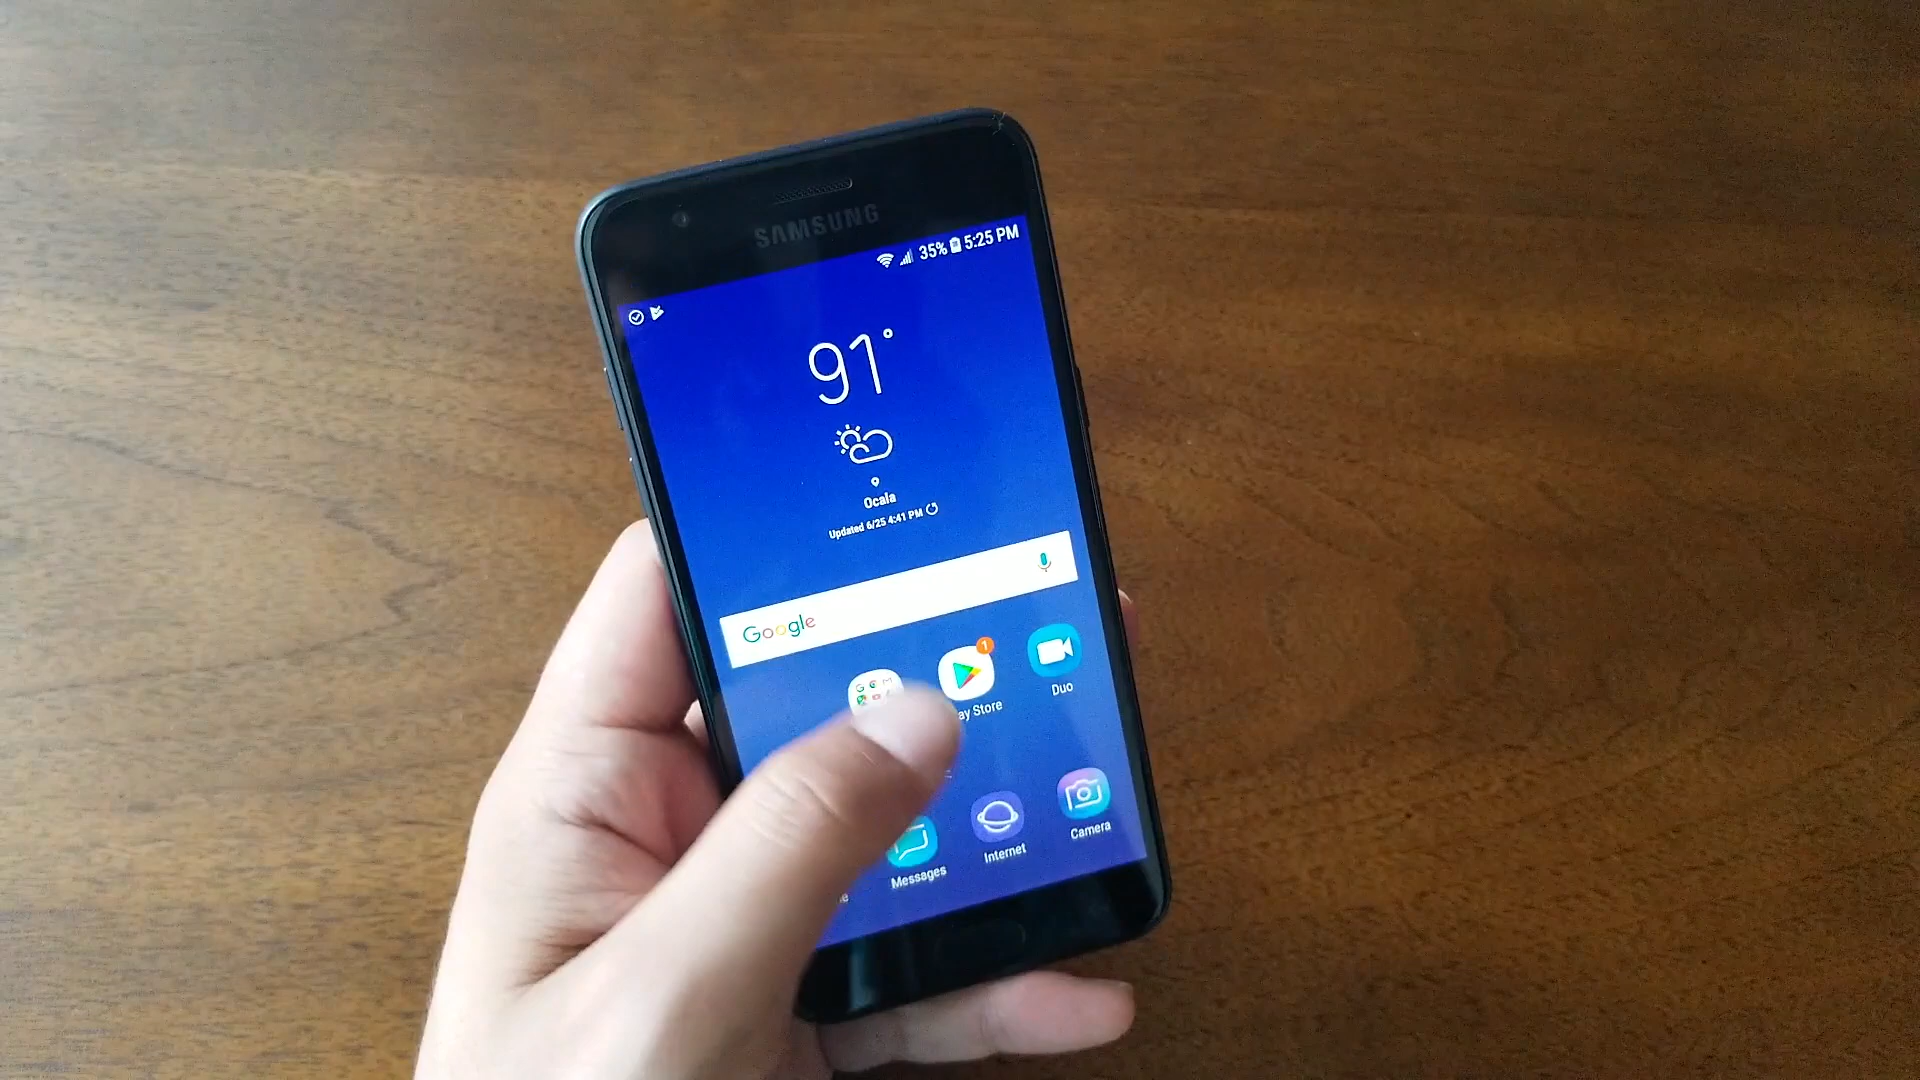 SAMSUNG
35% 5:25 PM
91°
Ocala
Updated 6/25 4:41 PM
Google
1
ay Store
Duo
Messages
Internet
Camera